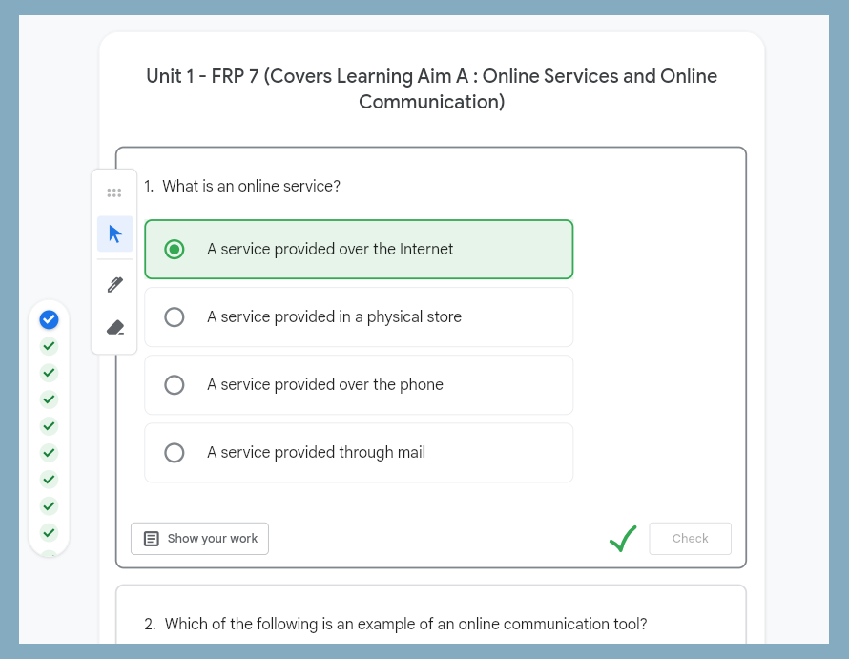 Unit 1 - FRP 7 (Covers Learning Aim A : Online Services and Online
Communication)
1. What is an online service?
A service provided over the Internet
A service provided in a physical store
A service provided over the phone
A service provided through mail
Show your work
Check
2. Which of the following is an example of an online communication tool?